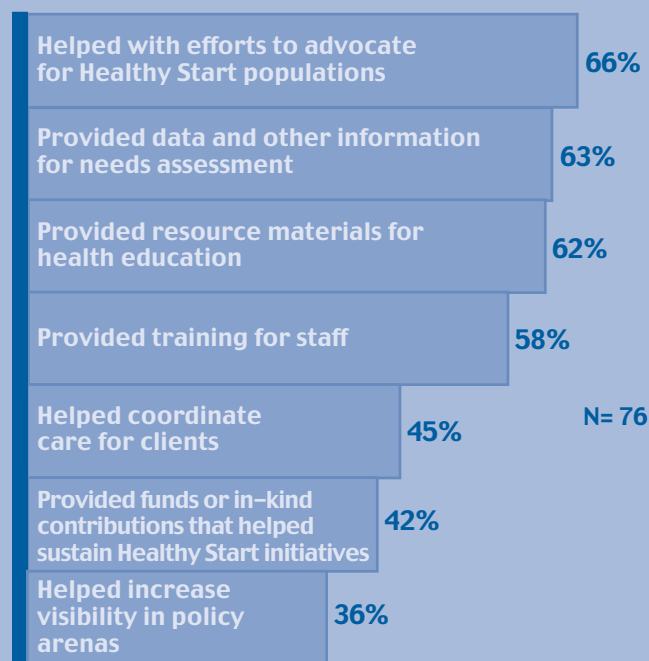 Helped with efforts to advocate
for Healthy Start populations
66%
Provided data and other information
for needs assessment
63%
Provided resource materials for
health education
62%
Provided training for staff
58%
Helped coordinate
care for clients
45%
N= 76
Provided funds or in-kind
contributions that helped
sustain Healthy Start initiatives
42%
Helped increase
visibility in policy
arenas
36%